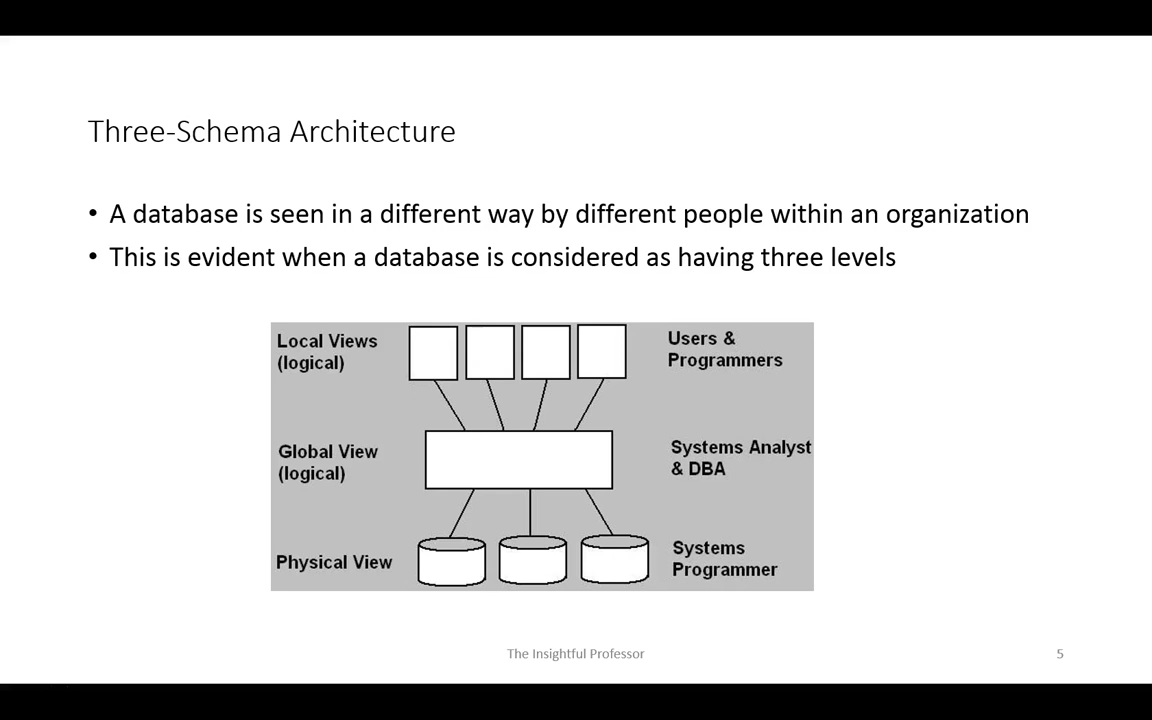 Three-Schema Architecture
• A database is seen in a different way by different people within an organization
• This is evident when a database is considered as having three levels
Local Views
(logical)
Users &
Programmers
Global View
(logical)
Systems Analyst
& DBA
Physical View
Systems
Programmer
The Insightful Professor
5